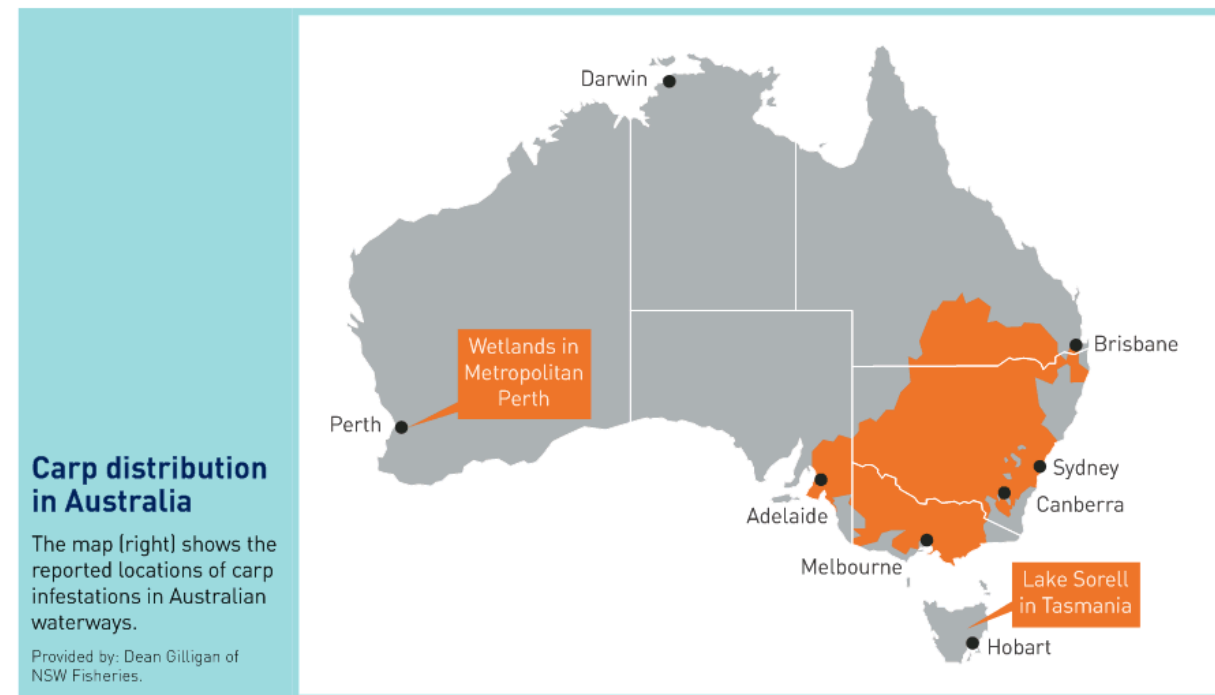 Carp distribution
in Australia
The map (right) shows the
reported locations of carp
infestations in Australian
waterways.
Provided by: Dean Gilligan of
NSW Fisheries.
Darwin
Wetlands in
Metropolitan
Perth
Perth
Brisbane
Sydney
Canberra
Adelaide
Melbourne
Lake Sorell
in Tasmania
Hobart